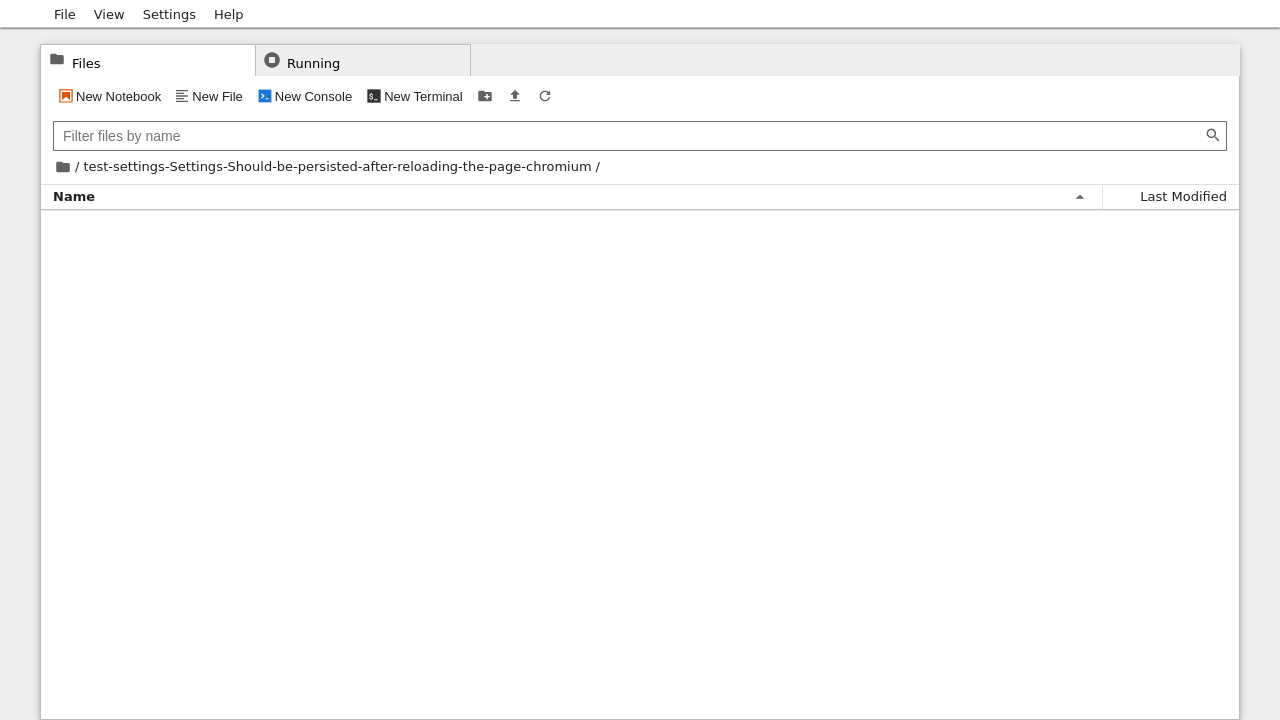 File View Settings Help
Files Running
New Notebook New File New Console New Terminal
Filter files by name
/ test-settings-Settings-Should-be-persisted-after-reloading-the-page-chromium /
Name Last Modified